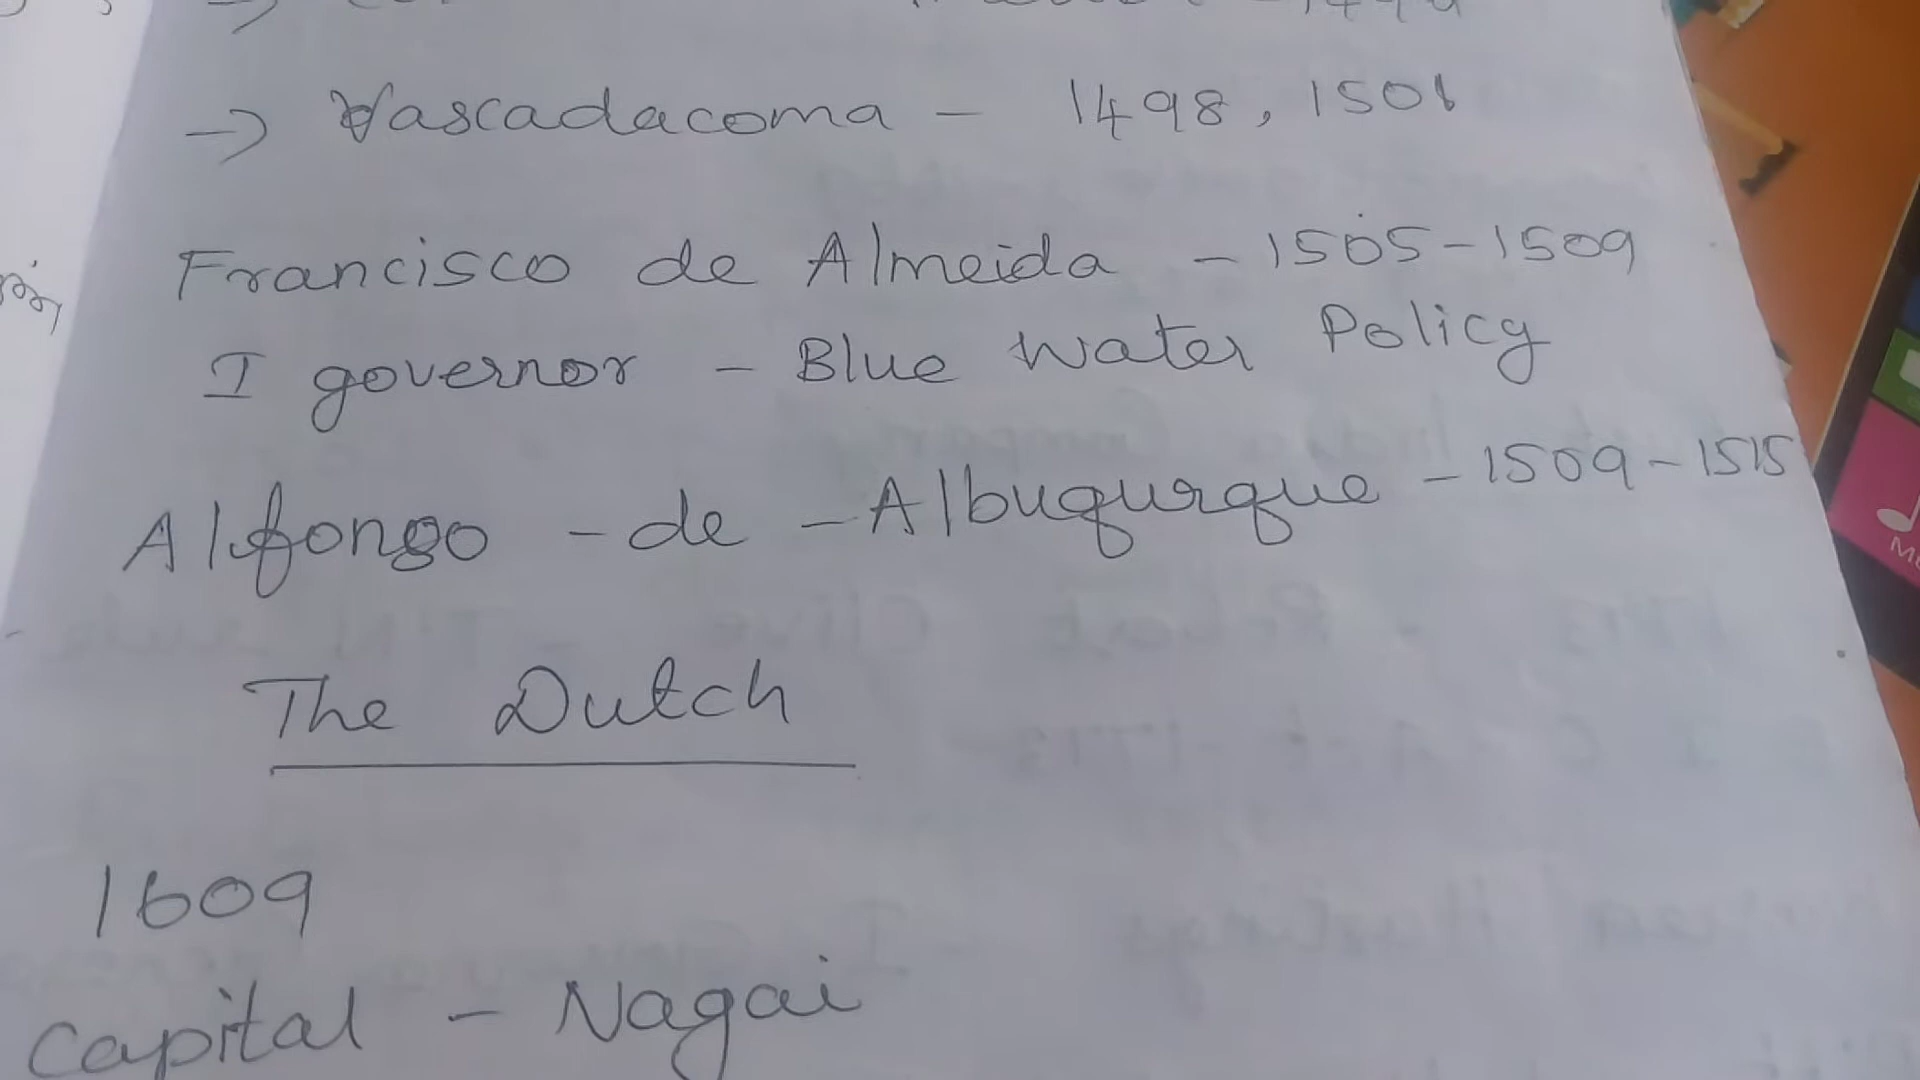 → Vascadacoma - 1498, 1501
Francisco de Almeida - 1505-1509
I governor - Blue Water Policy
Alfongo - de - Albuqurque - 1509-1515
The Dutch
1609
Capital - Nagai